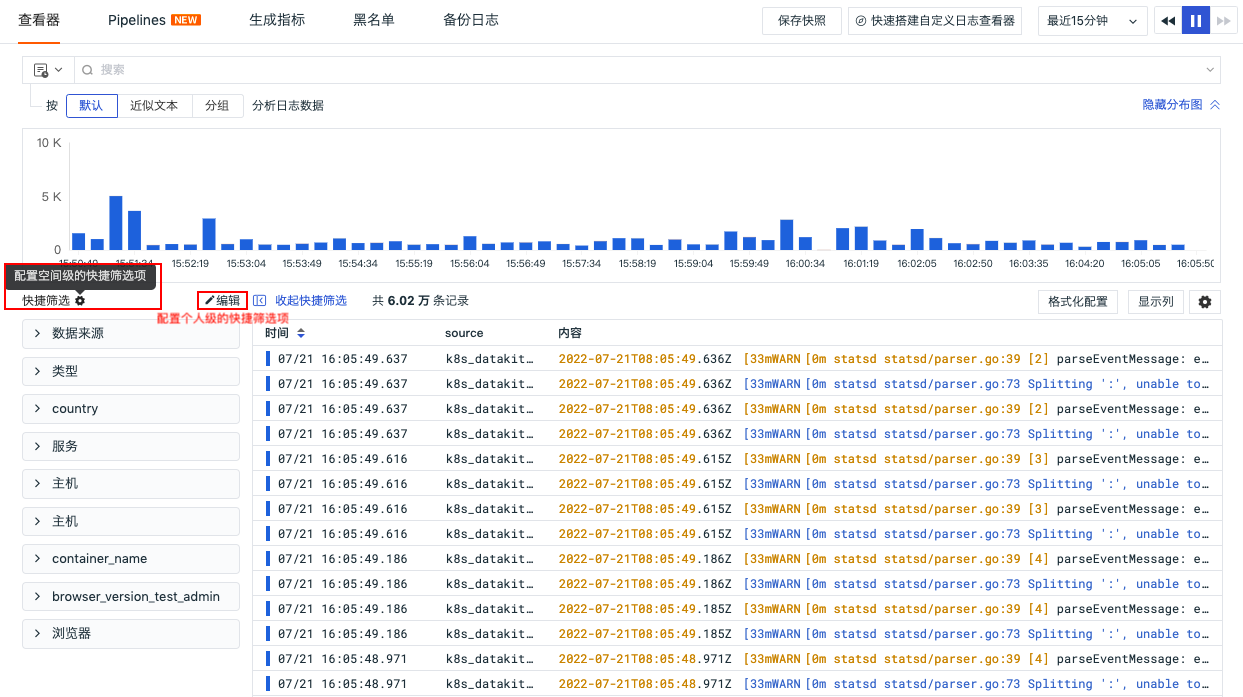 查看器 Pipelines NEW 生成指标 黑名单 备份日志 保存快照 快速搭建自定义日志查看器 最近15分钟
搜索
按 默认 近似文本 分组 分析日志数据 隐藏分布图
10 K
5 K
0
15:52:19 15:53:04 15:53:49 15:54:34 15:55:19 15:56:04 15:56:49 15:57:34 15:58:19 15:59:04 15:59:49 16:00:34 16:01:19 16:02:05 16:02:50 16:03:35 16:04:20 16:05:05 16:05:50
配置空间级的快捷筛选项
快捷筛选 编辑 收起快捷筛选 共 6.02 万 条记录 格式化配置 显示列
配置个人级的快捷筛选项
数据来源
类型
country
服务
主机
主机
container_name
browser_version_test_admin
浏览器
时间 source 内容
07/21 16:05:49.637 k8s_datakit… 2022-07-21T08:05:49.636Z [33mWARN [0m statsd statsd/parser.go:39 [2] parseEventMessage: e…
07/21 16:05:49.637 k8s_datakit… 2022-07-21T08:05:49.636Z [33mWARN [0m statsd statsd/parser.go:73 Splitting ':', unable to…
07/21 16:05:49.637 k8s_datakit… 2022-07-21T08:05:49.636Z [33mWARN [0m statsd statsd/parser.go:39 [2] parseEventMessage: e…
07/21 16:05:49.637 k8s_datakit… 2022-07-21T08:05:49.636Z [33mWARN [0m statsd statsd/parser.go:73 Splitting ':', unable to…
07/21 16:05:49.616 k8s_datakit… 2022-07-21T08:05:49.615Z [33mWARN [0m statsd statsd/parser.go:39 [3] parseEventMessage: e…
07/21 16:05:49.616 k8s_datakit… 2022-07-21T08:05:49.615Z [33mWARN [0m statsd statsd/parser.go:73 Splitting ':', unable to…
07/21 16:05:49.616 k8s_datakit… 2022-07-21T08:05:49.615Z [33mWARN [0m statsd statsd/parser.go:39 [3] parseEventMessage: e…
07/21 16:05:49.616 k8s_datakit… 2022-07-21T08:05:49.615Z [33mWARN [0m statsd statsd/parser.go:73 Splitting ':', unable to…
07/21 16:05:49.186 k8s_datakit… 2022-07-21T08:05:49.186Z [33mWARN [0m statsd statsd/parser.go:39 [4] parseEventMessage: e…
07/21 16:05:49.186 k8s_datakit… 2022-07-21T08:05:49.186Z [33mWARN [0m statsd statsd/parser.go:73 Splitting ':', unable to…
07/21 16:05:49.186 k8s_datakit… 2022-07-21T08:05:49.185Z [33mWARN [0m statsd statsd/parser.go:39 [4] parseEventMessage: e…
07/21 16:05:49.186 k8s_datakit… 2022-07-21T08:05:49.185Z [33mWARN [0m statsd statsd/parser.go:73 Splitting ':', unable to…
07/21 16:05:48.971 k8s_datakit… 2022-07-21T08:05:48.971Z [33mWARN [0m statsd statsd/parser.go:39 [4] parseEventMessage: e…
07/21 16:05:48.971 k8s_datakit… 2022-07-21T08:05:48.971Z [33mWARN [0m statsd statsd/parser.go:73 Splitting ':', unable to…